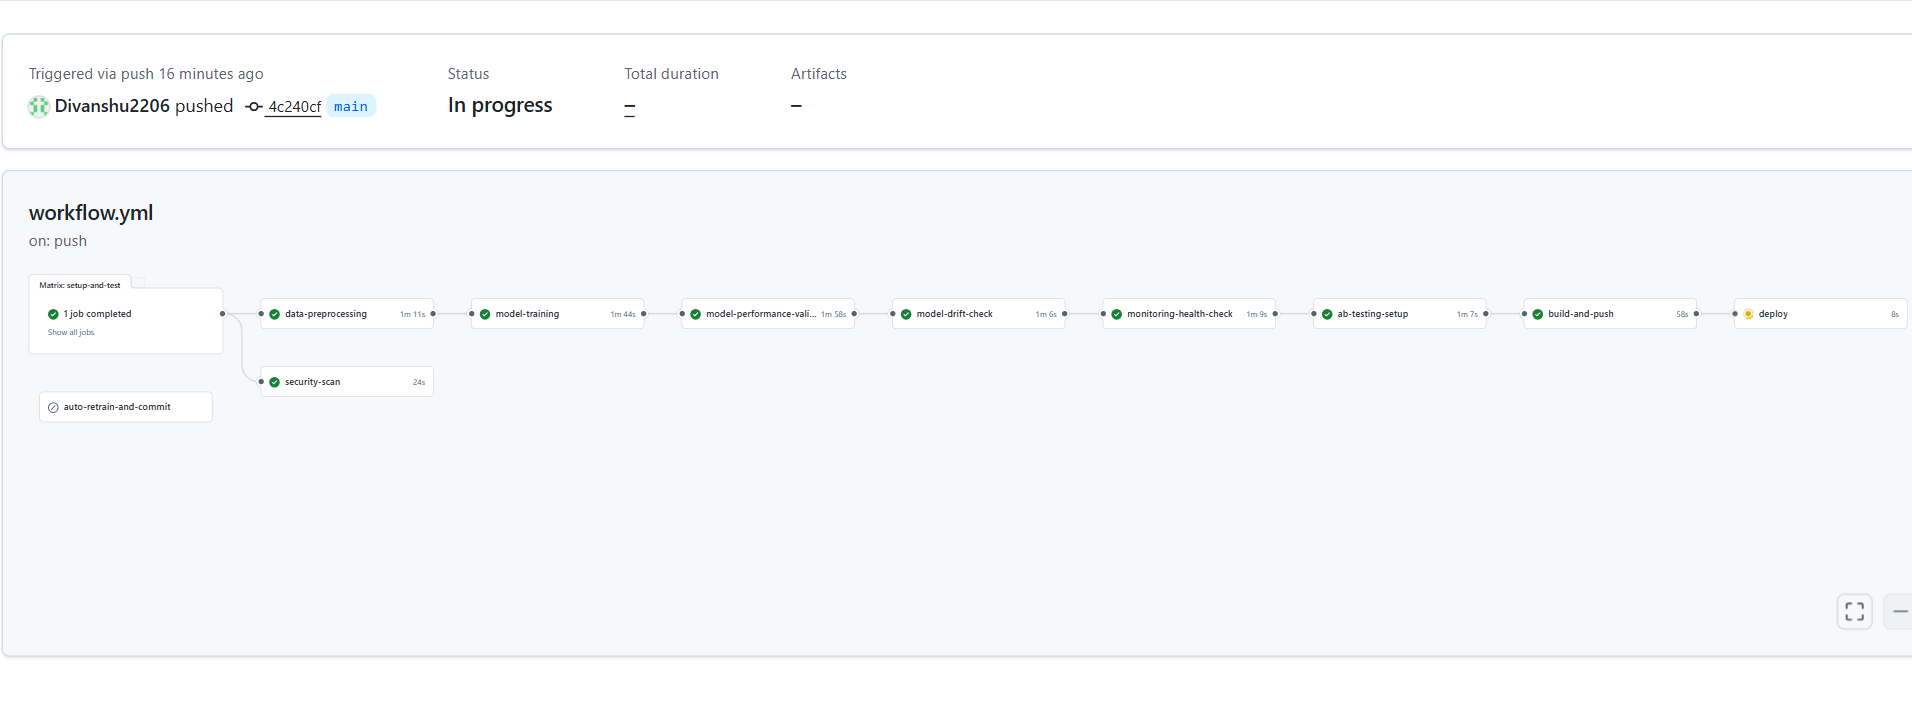 Triggered via push 16 minutes ago
Divanshu2206 pushed 4c240cf main
Status
In progress
Total duration
–
Artifacts
–
workflow.yml
on: push
Matrix: setup-and-test
1 job completed
Show all jobs
data-preprocessing 1m 11s
model-training 1m 44s
model-performance-vali... 1m 58s
model-drift-check 1m 6s
monitoring-health-check 1m 9s
ab-testing-setup 1m 7s
build-and-push 58s
deploy 8s
security-scan 24s
auto-retrain-and-commit